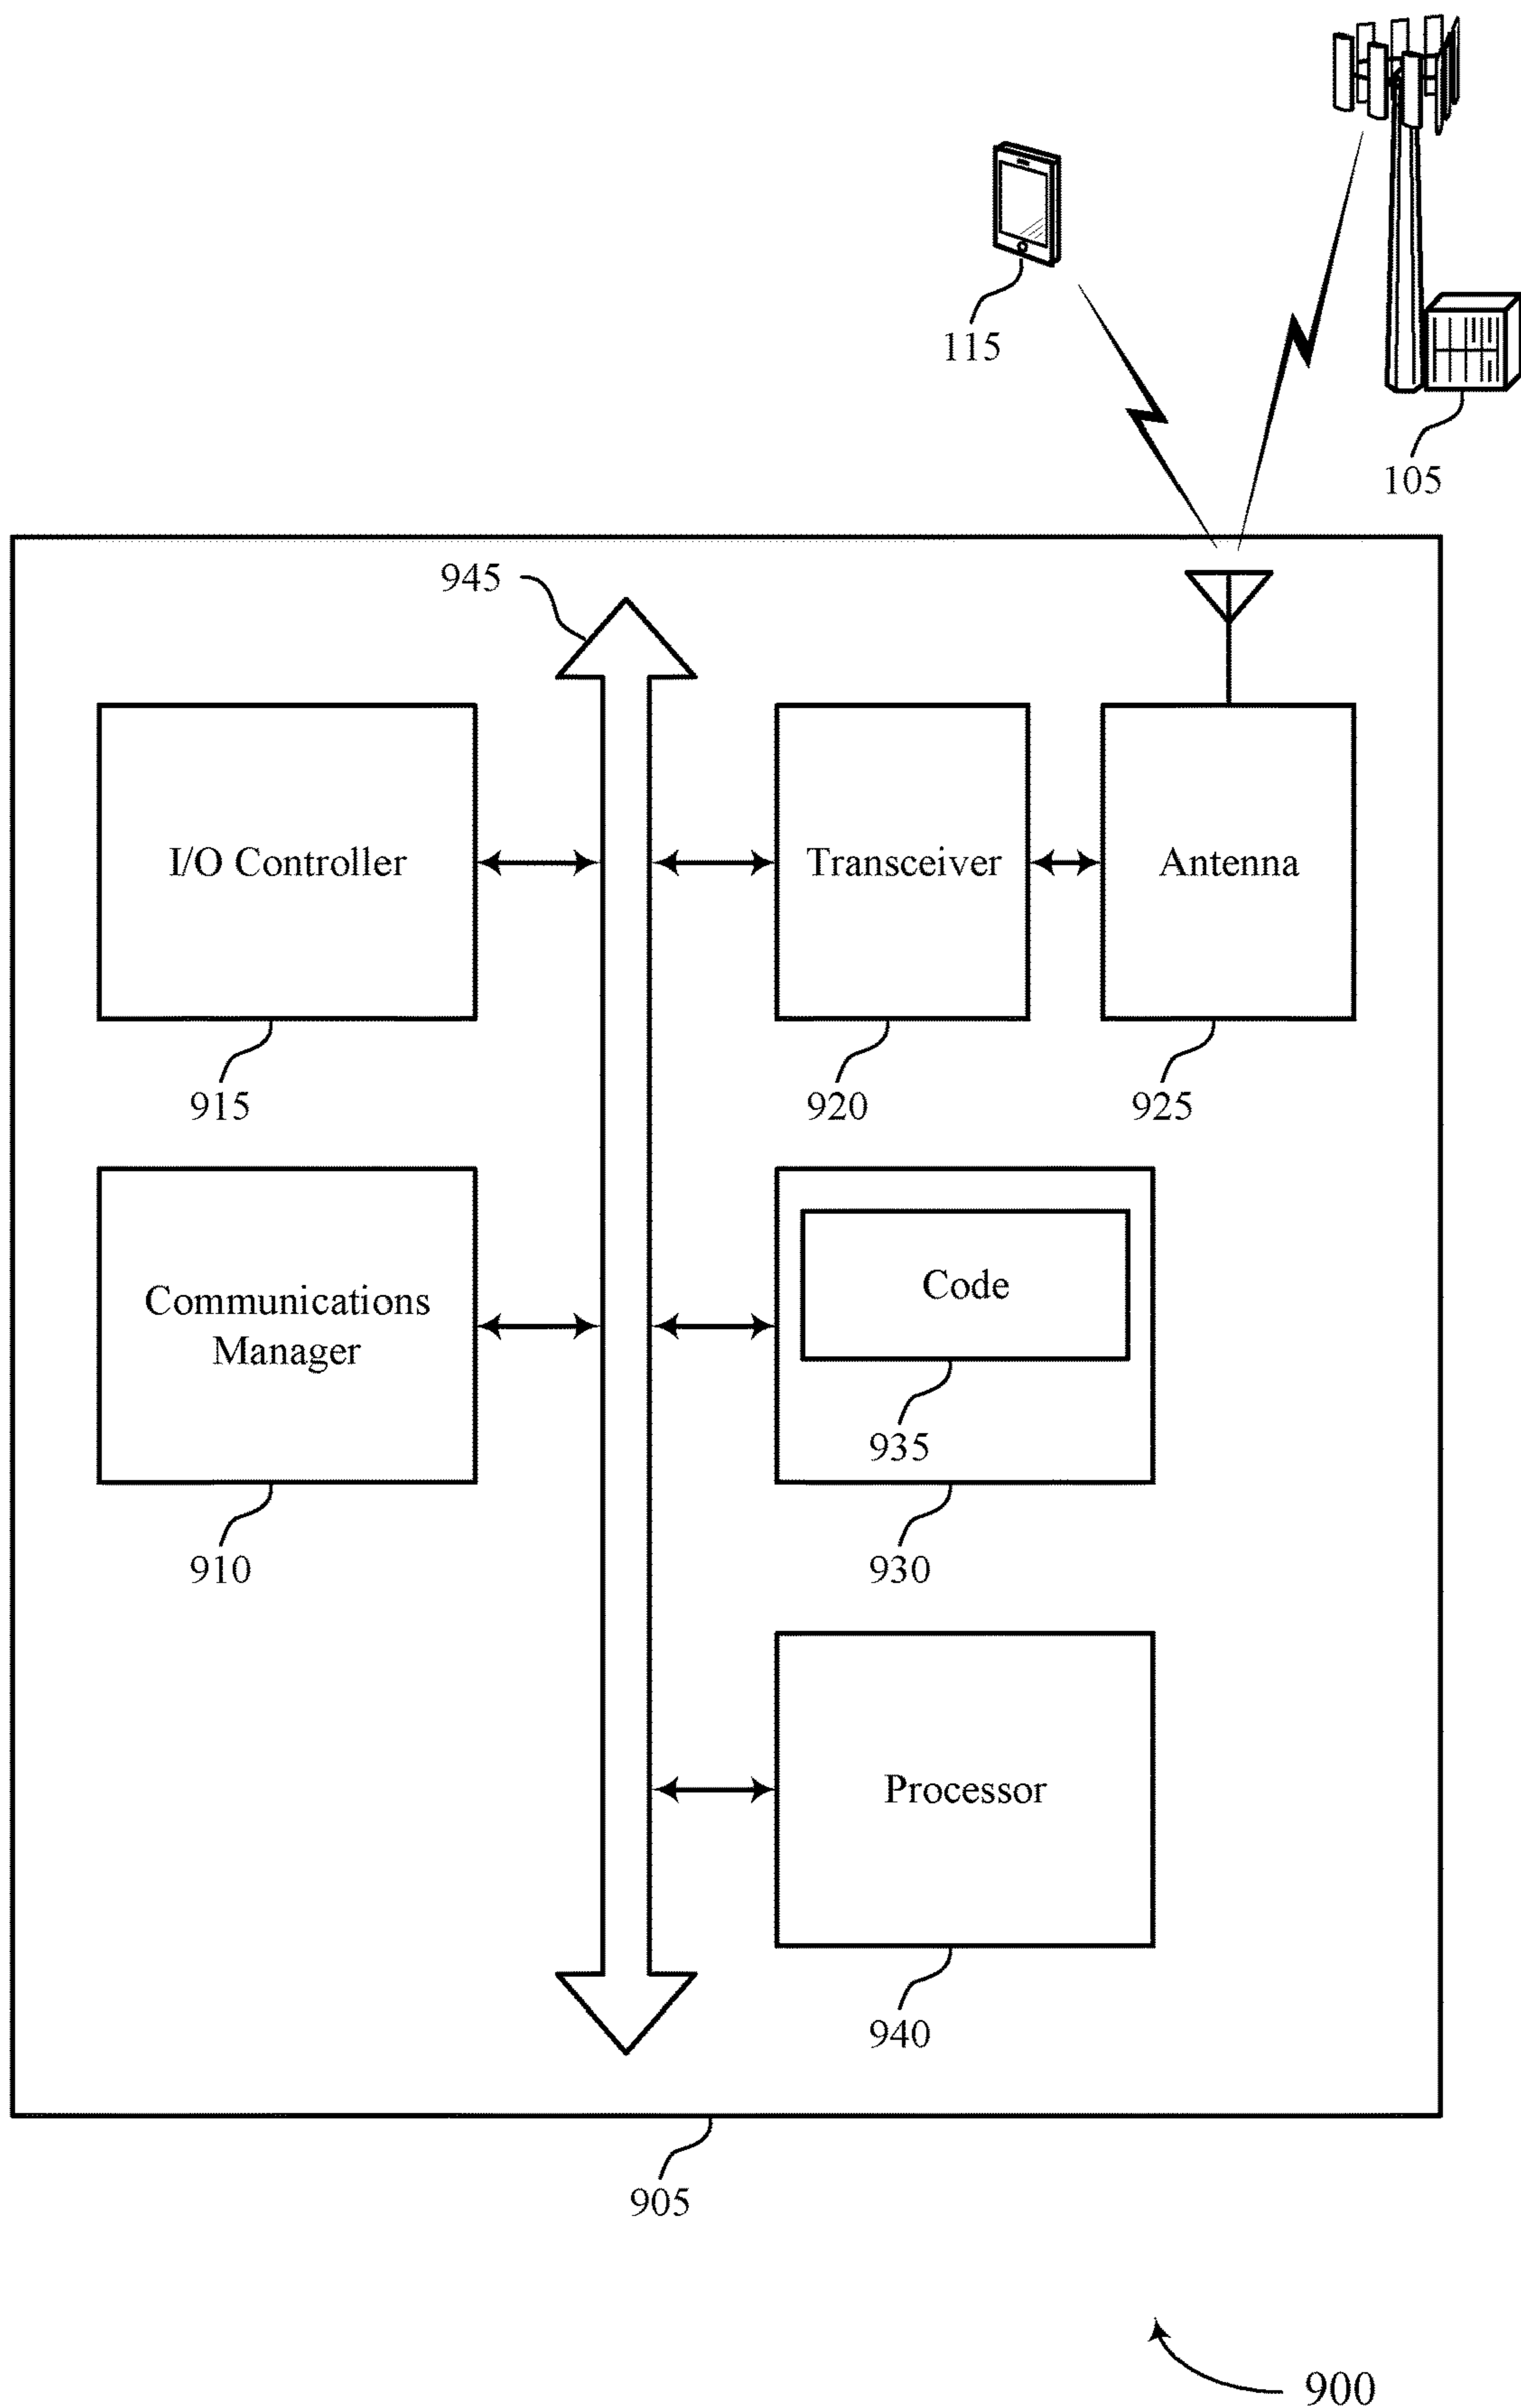 115
105
945
I/O Controller
Transceiver
Antenna
915
920
925
Communications
Manager
Code
935
910
930
Processor
940
905
900